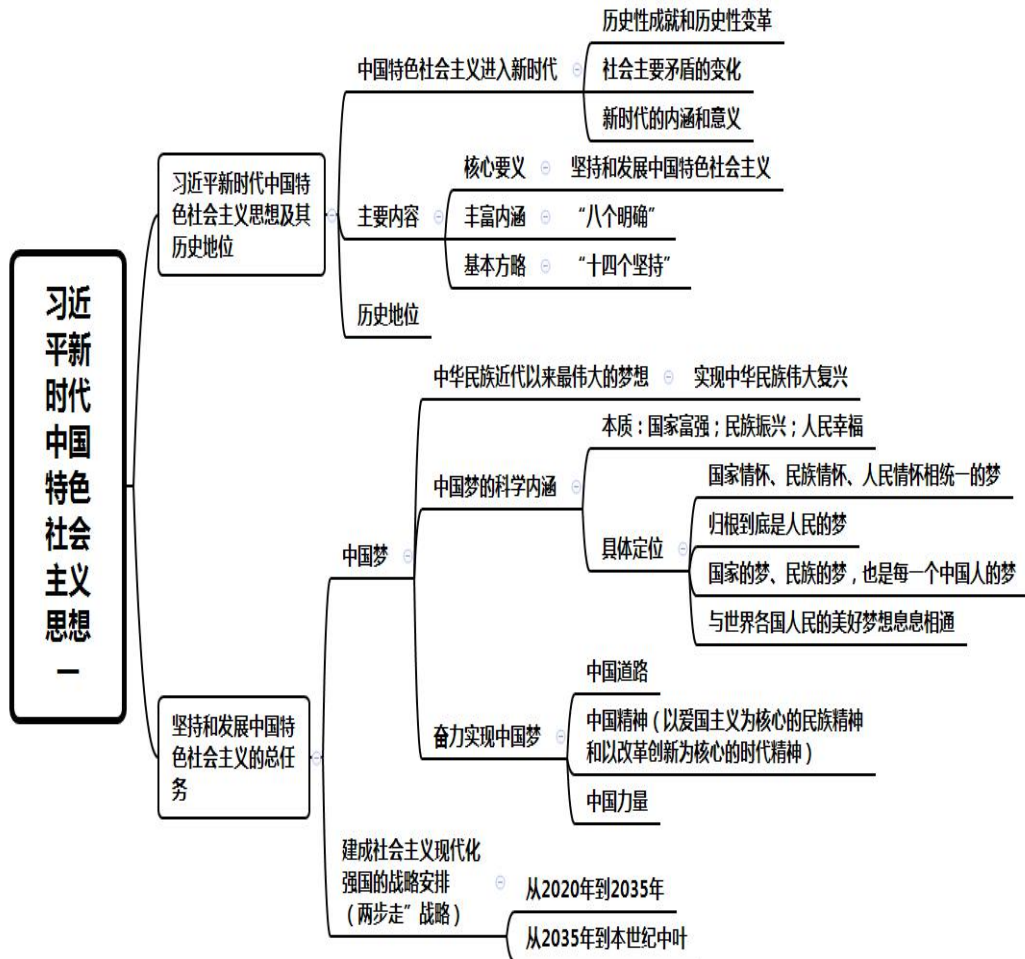 习近
平新
时代
中国
特色
社会
主义
思想
一
习近平新时代中国特
色社会主义思想及其
历史地位
中国特色社会主义进入新时代
历史性成就和历史性变革
社会主要矛盾的变化
新时代的内涵和意义
主要内容
核心要义
坚持和发展中国特色社会主义
丰富内涵
“八个明确”
基本方略
“十四个坚持”
历史地位
坚持和发展中国特
色社会主义的总任
务
中国梦
中华民族近代以来最伟大的梦想
实现中华民族伟大复兴
中国梦的科学内涵
本质：国家富强；民族振兴；人民幸福
具体定位
国家情怀、民族情怀、人民情怀相统一的梦
归根到底是人民的梦
国家的梦、民族的梦，也是每一个中国人的梦
与世界各国人民的美好梦想息息相通
奋力实现中国梦
中国道路
中国精神（以爱国主义为核心的民族精神
和以改革创新为核心的时代精神）
中国力量
建成社会主义现代化
强国的战略安排
（两步走”战略）
从2020年到2035年
从2035年到本世纪中叶